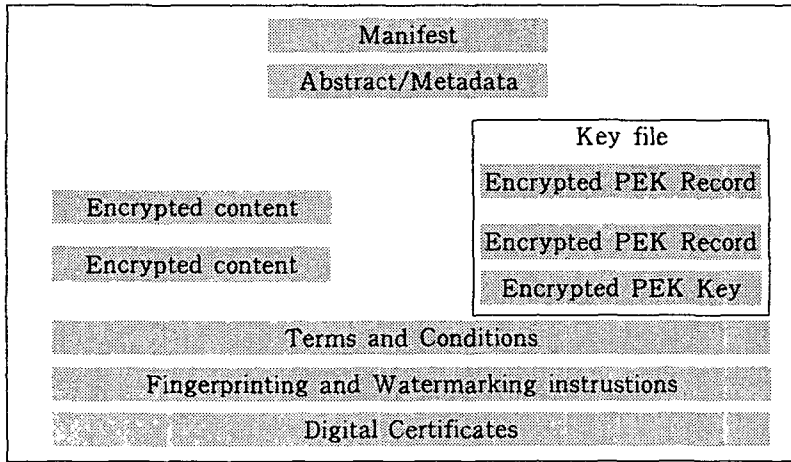 Manifest
Abstract/Metadata
Key file
Encrypted PEK Record
Encrypted content
Encrypted PEK Record
Encrypted content
Encrypted PEK Key
Terms and Conditions
Fingerprinting and Watermarking instrustions
Digital Certificates